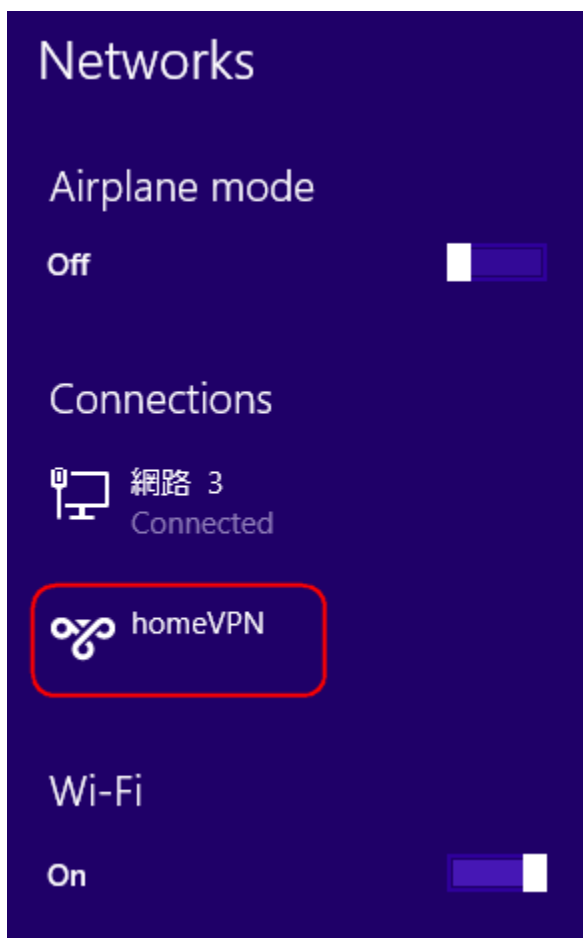 Networks
Airplane mode
Off
Connections
網路 3
Connected
homeVPN
Wi-Fi
On